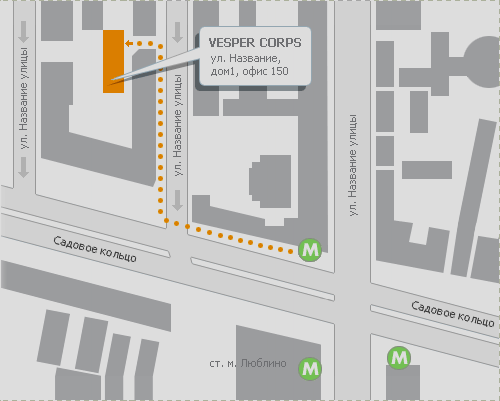 VESPER CORPS
ул. Название,
дом1, офис 150
ул. Название улицы
ул. Название улицы
ул. Название улицы
Садовое кольцо
М
Садовое кольцо
ст. м. Люблино
М
М